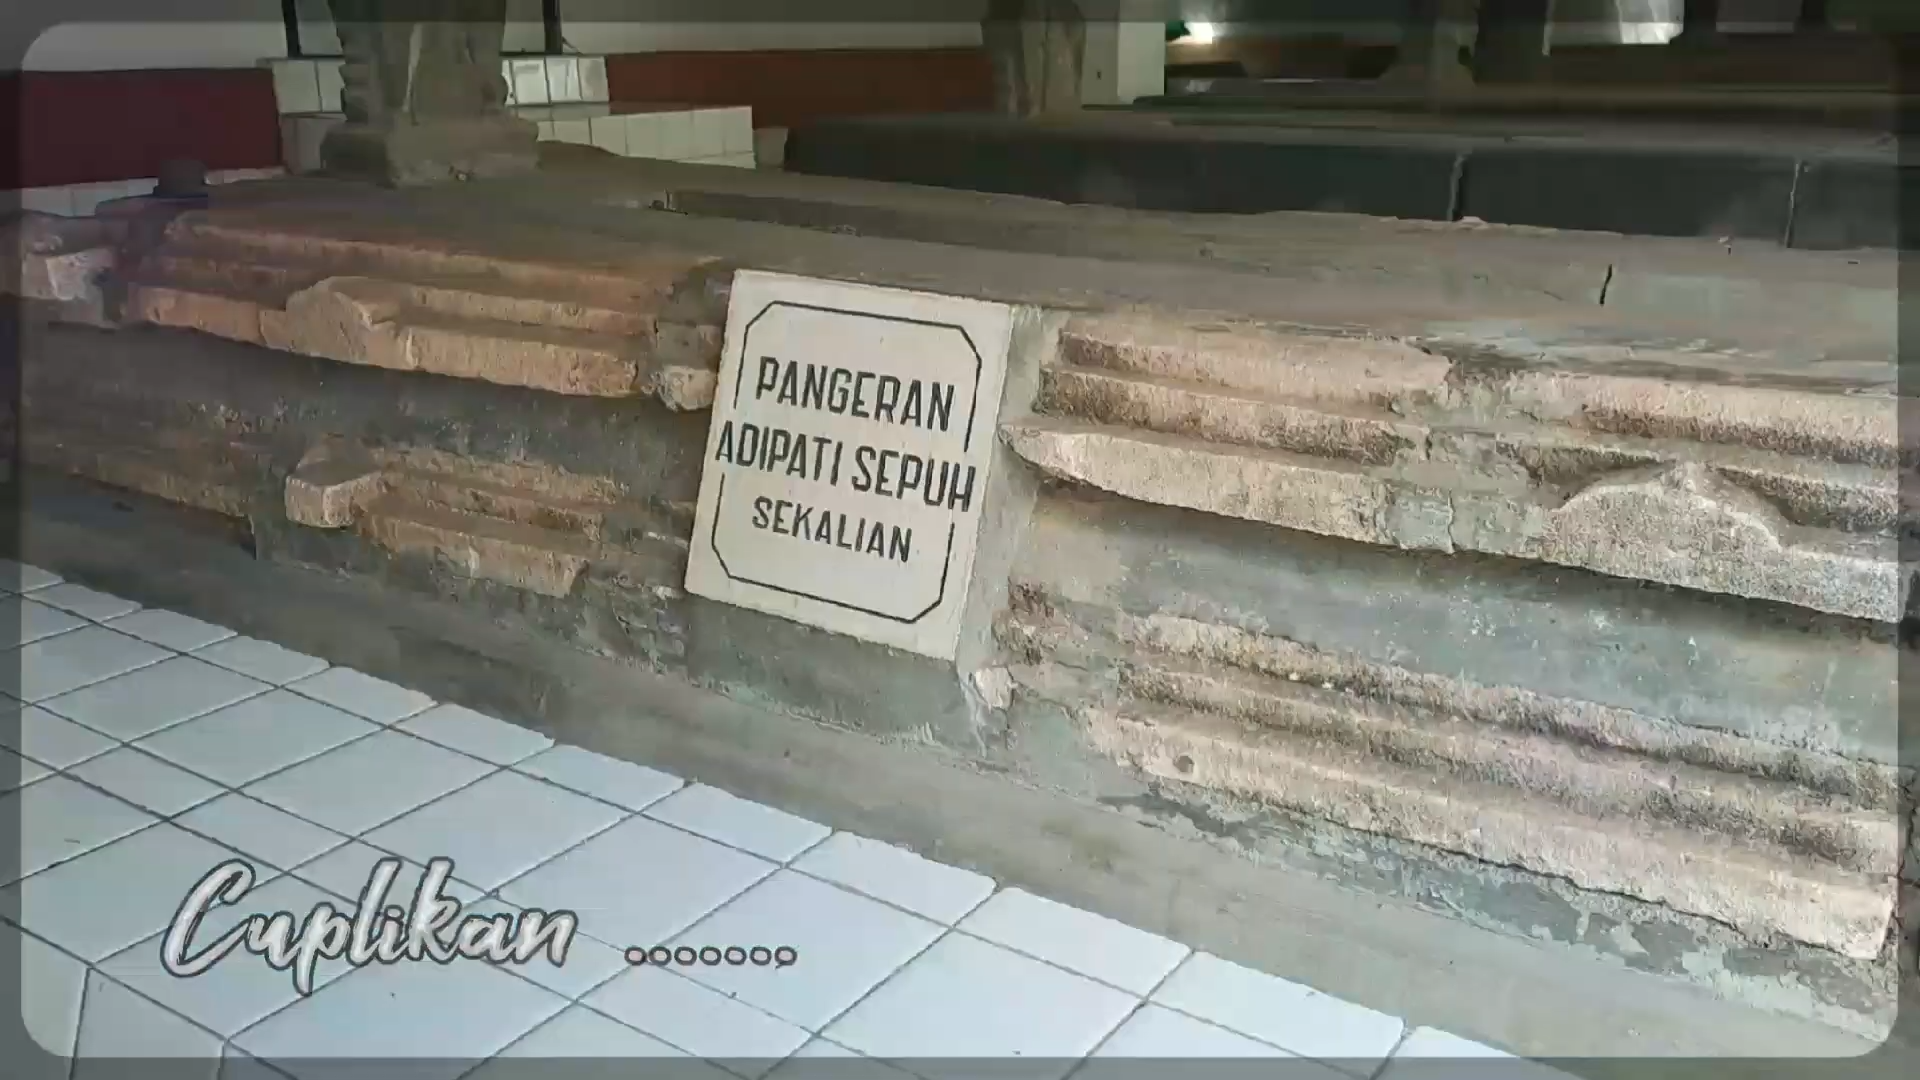 PANGERAN
ADIPATI SEPUH
SEKALIAN
Cuplikan .......,